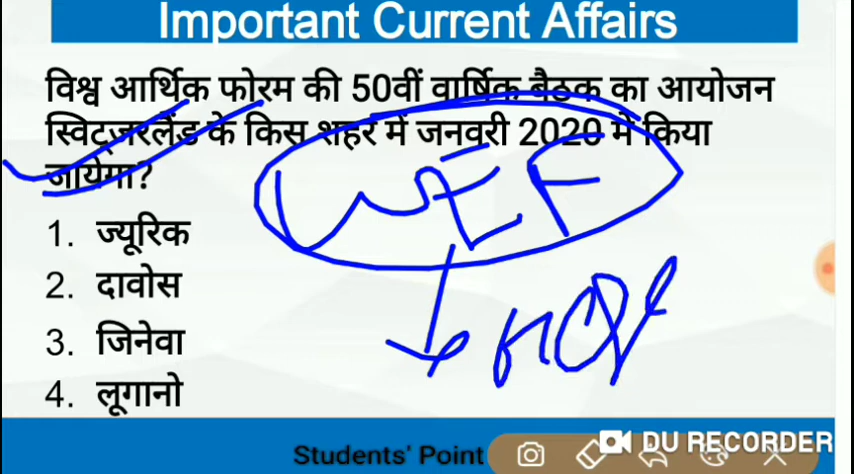 Important Current Affairs
विश्व आर्थिक फोरम की 50वीं वार्षिक बैठक का आयोजन
स्विट्ज़रलैंड के किस शहर में जनवरी 2020 में किया
जायेगा?
WEF
1. ज्यूरिक
2. दावोस
3. जिनेवा
4. लूगानो
Students' Point
DU RECORDER